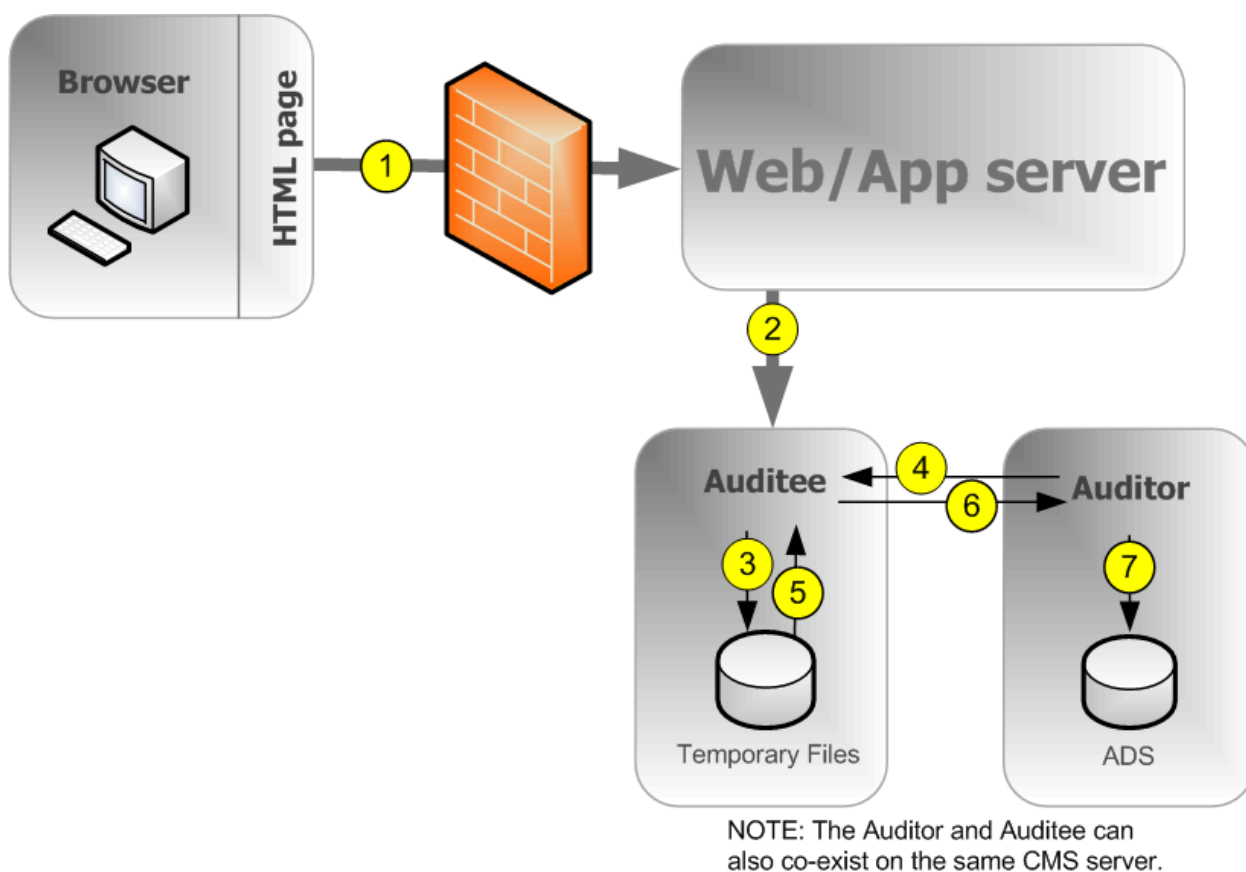 Browser
HTML page
1
Web/App server
2
Auditee
4
6
Auditor
3
5
7
Temporary Files
ADS
NOTE: The Auditor and Auditee can
also co-exist on the same CMS server.